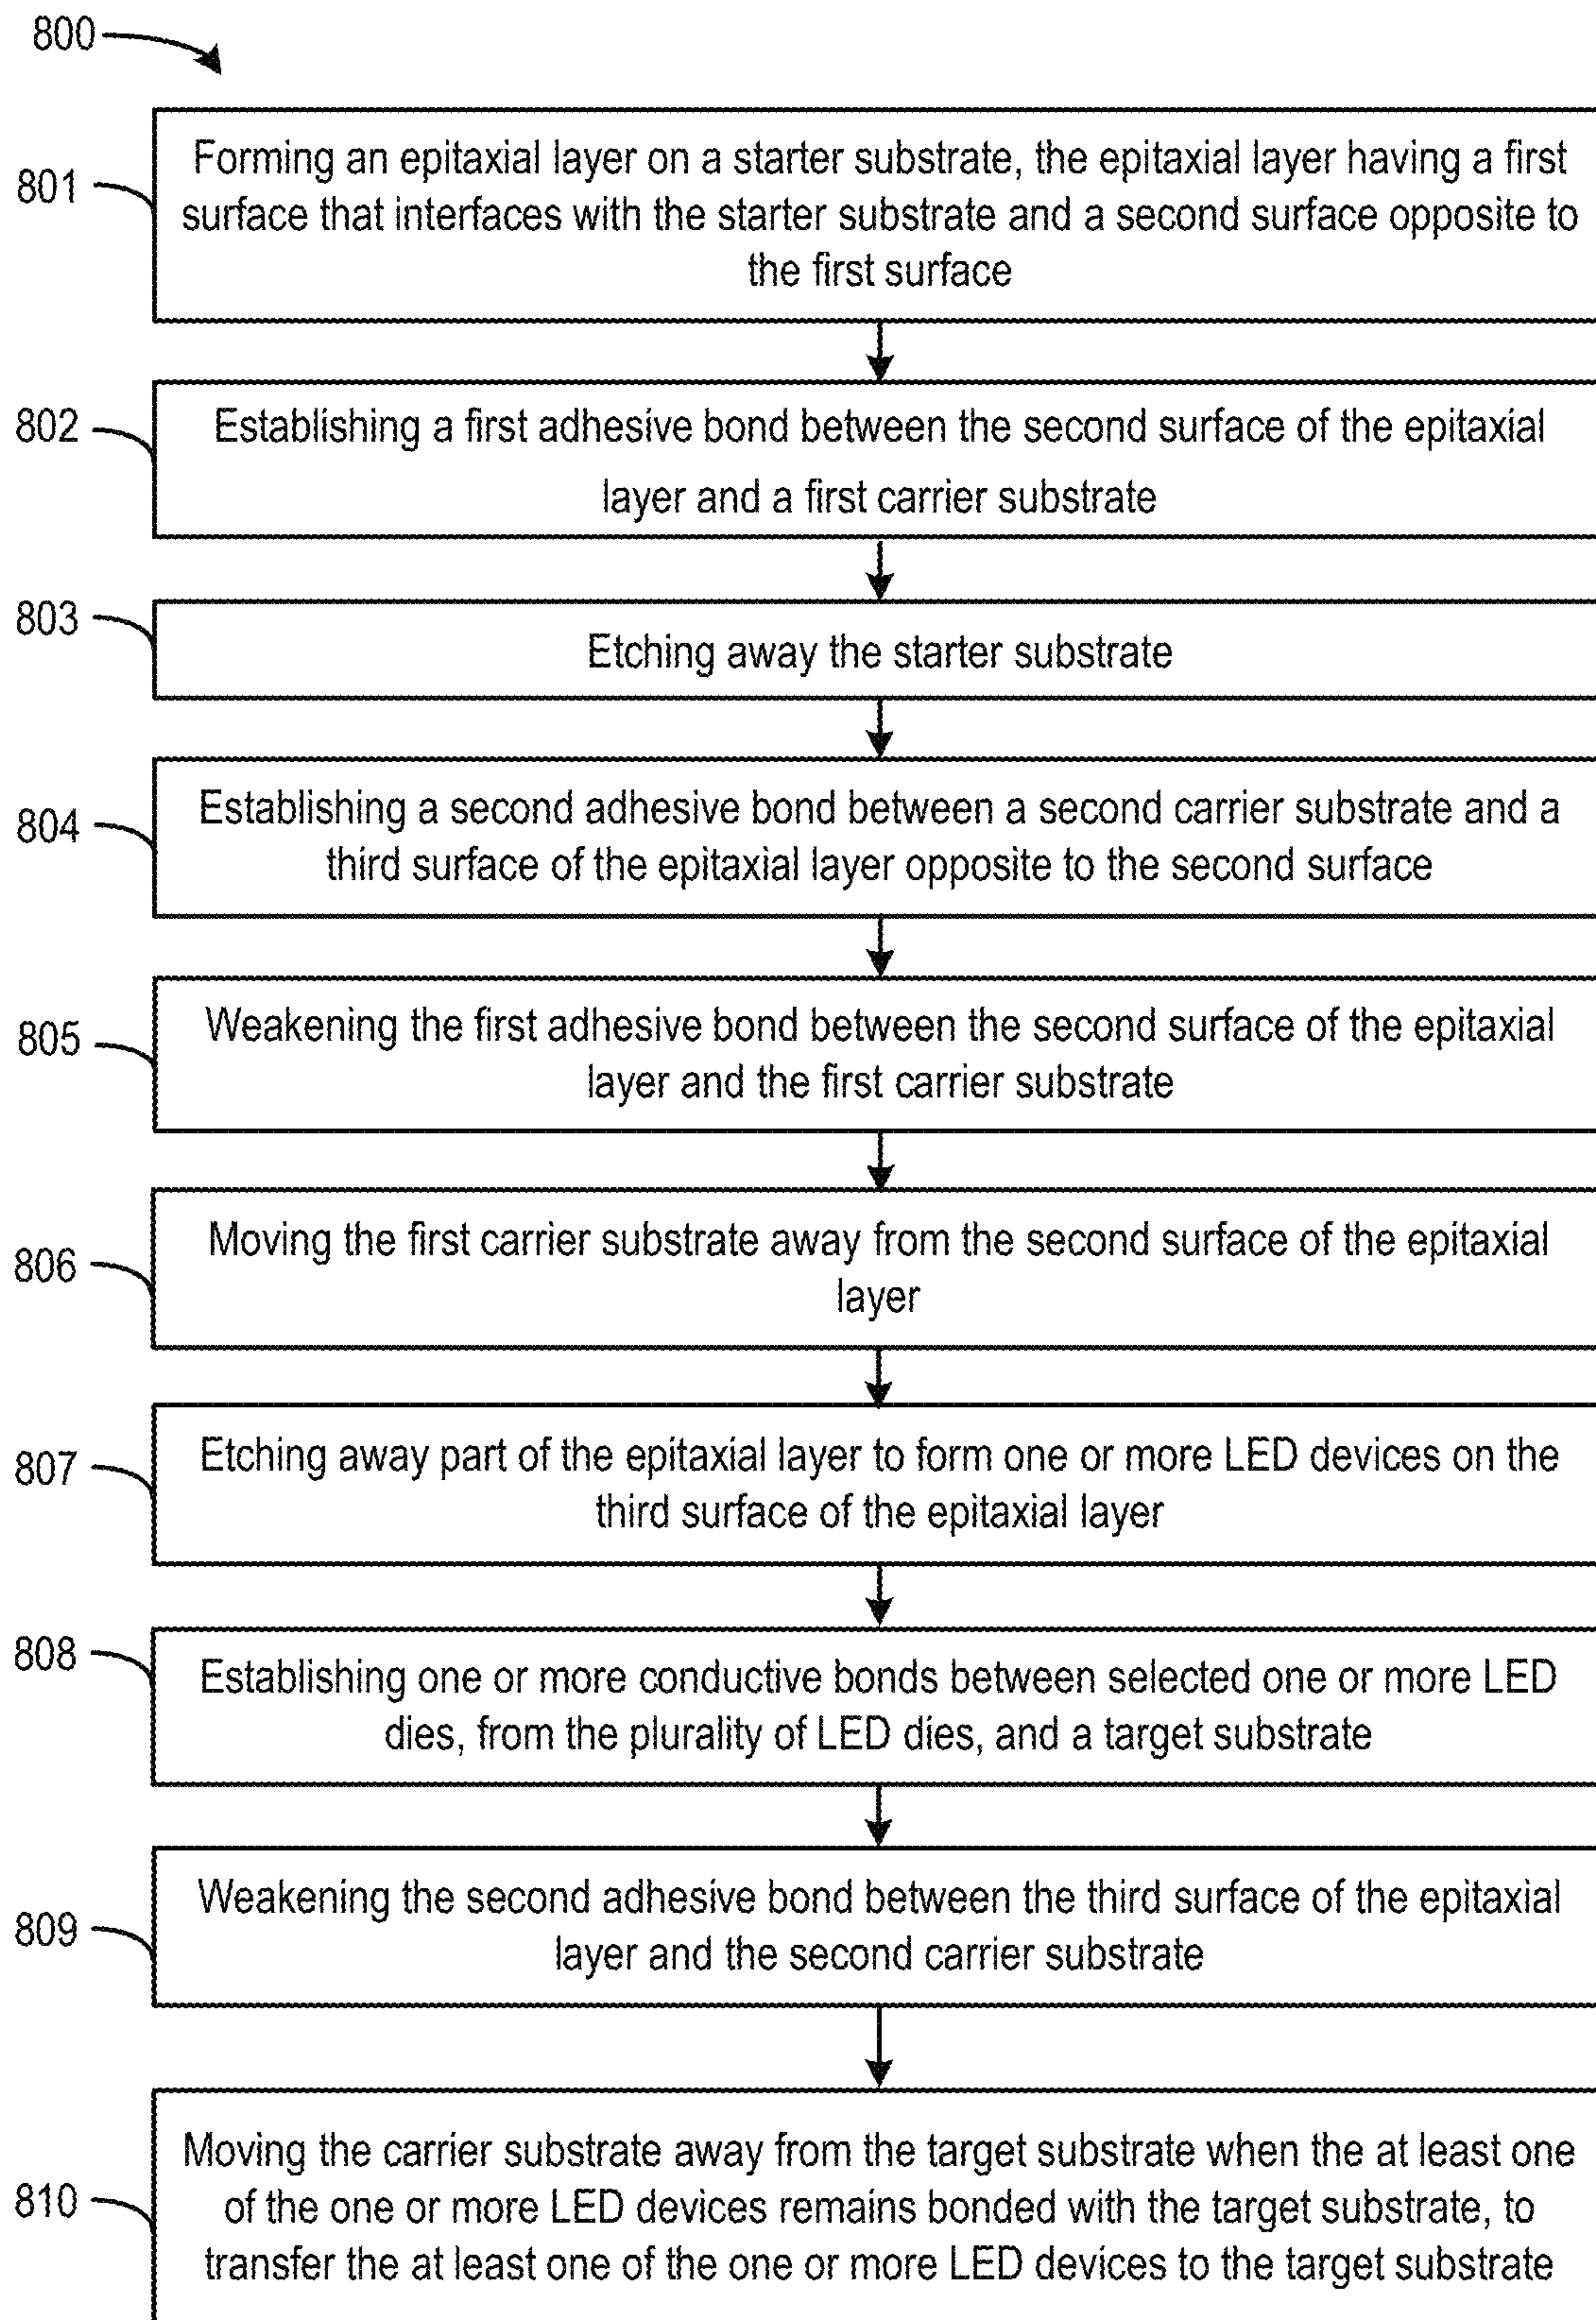 800
801
Forming an epitaxial layer on a starter substrate, the epitaxial layer having a first
surface that interfaces with the starter substrate and a second surface opposite to
the first surface
802
Establishing a first adhesive bond between the second surface of the epitaxial
layer and a first carrier substrate
803
Etching away the starter substrate
804
Establishing a second adhesive bond between a second carrier substrate and a
third surface of the epitaxial layer opposite to the second surface
805
Weakening the first adhesive bond between the second surface of the epitaxial
layer and the first carrier substrate
806
Moving the first carrier substrate away from the second surface of the epitaxial
layer
807
Etching away part of the epitaxial layer to form one or more LED devices on the
third surface of the epitaxial layer
808
Establishing one or more conductive bonds between selected one or more LED
dies, from the plurality of LED dies, and a target substrate
809
Weakening the second adhesive bond between the third surface of the epitaxial
layer and the second carrier substrate
810
Moving the carrier substrate away from the target substrate when the at least one
of the one or more LED devices remains bonded with the target substrate, to
transfer the at least one of the one or more LED devices to the target substrate